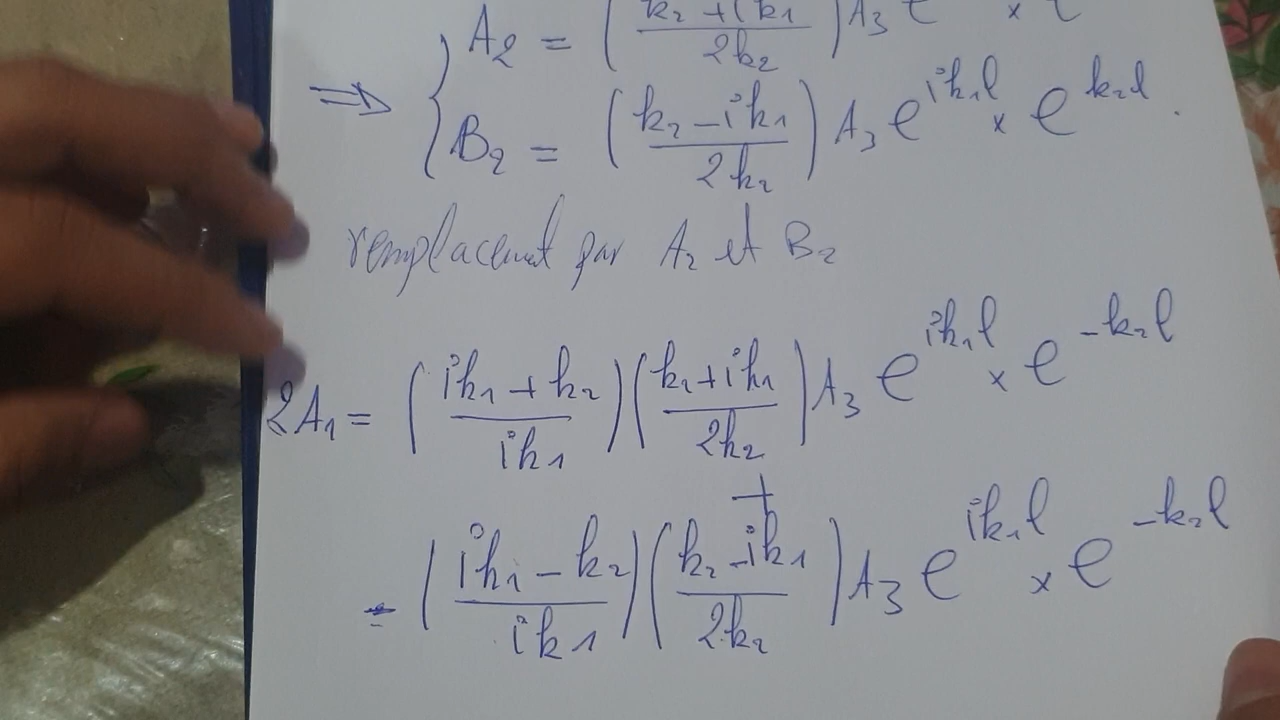 A₂ = ( (k₂ + ik₁) / 2k₂ ) A₃ e × e
⇒ { B₂ = ( (k₂ - ik₁) / 2k₂ ) A₃ e^{ik₁l} × e^{k₂l} .
remplacent par A₂ et B₂
2A₁ = ( (ik₁ + k₂) / ik₁ ) ( (k₂ + ik₁) / 2k₂ ) A₃ e^{ik₁l} × e^{-k₂l}
+
( (ik₁ - k₂) / ik₁ ) ( (k₂ - ik₁) / 2k₂ ) A₃ e^{ik₁l} × e^{-k₂l}